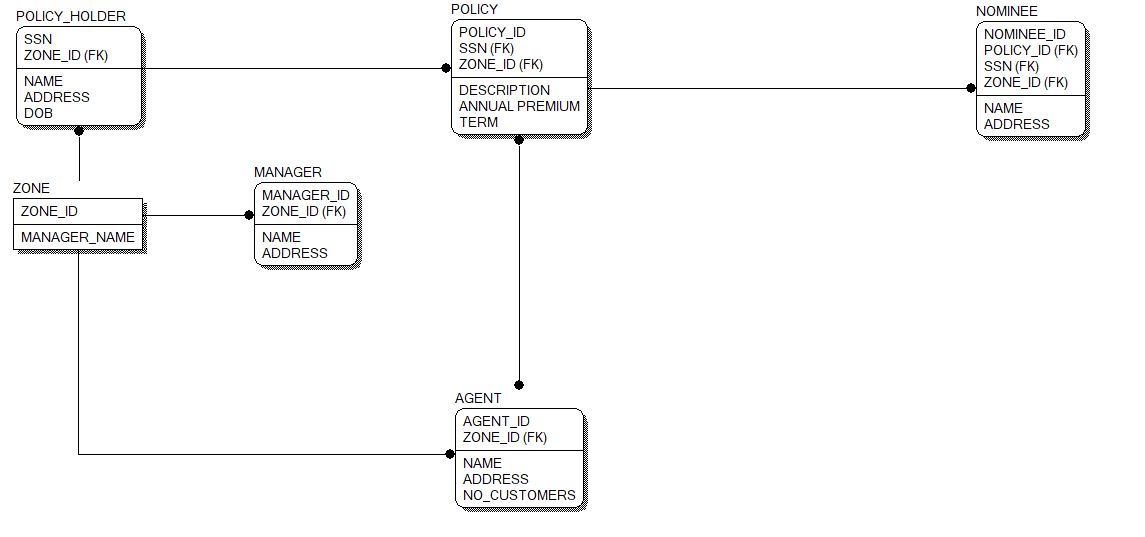 POLICY_HOLDER
SSN
ZONE_ID (FK)
NAME
ADDRESS
DOB
POLICY
POLICY_ID
SSN (FK)
ZONE_ID (FK)
DESCRIPTION
ANNUAL PREMIUM
TERM
NOMINEE
NOMINEE_ID
POLICY_ID (FK)
SSN (FK)
ZONE_ID (FK)
NAME
ADDRESS
ZONE
ZONE_ID
MANAGER_NAME
MANAGER
MANAGER_ID
ZONE_ID (FK)
NAME
ADDRESS
AGENT
AGENT_ID
ZONE_ID (FK)
NAME
ADDRESS
NO_CUSTOMERS